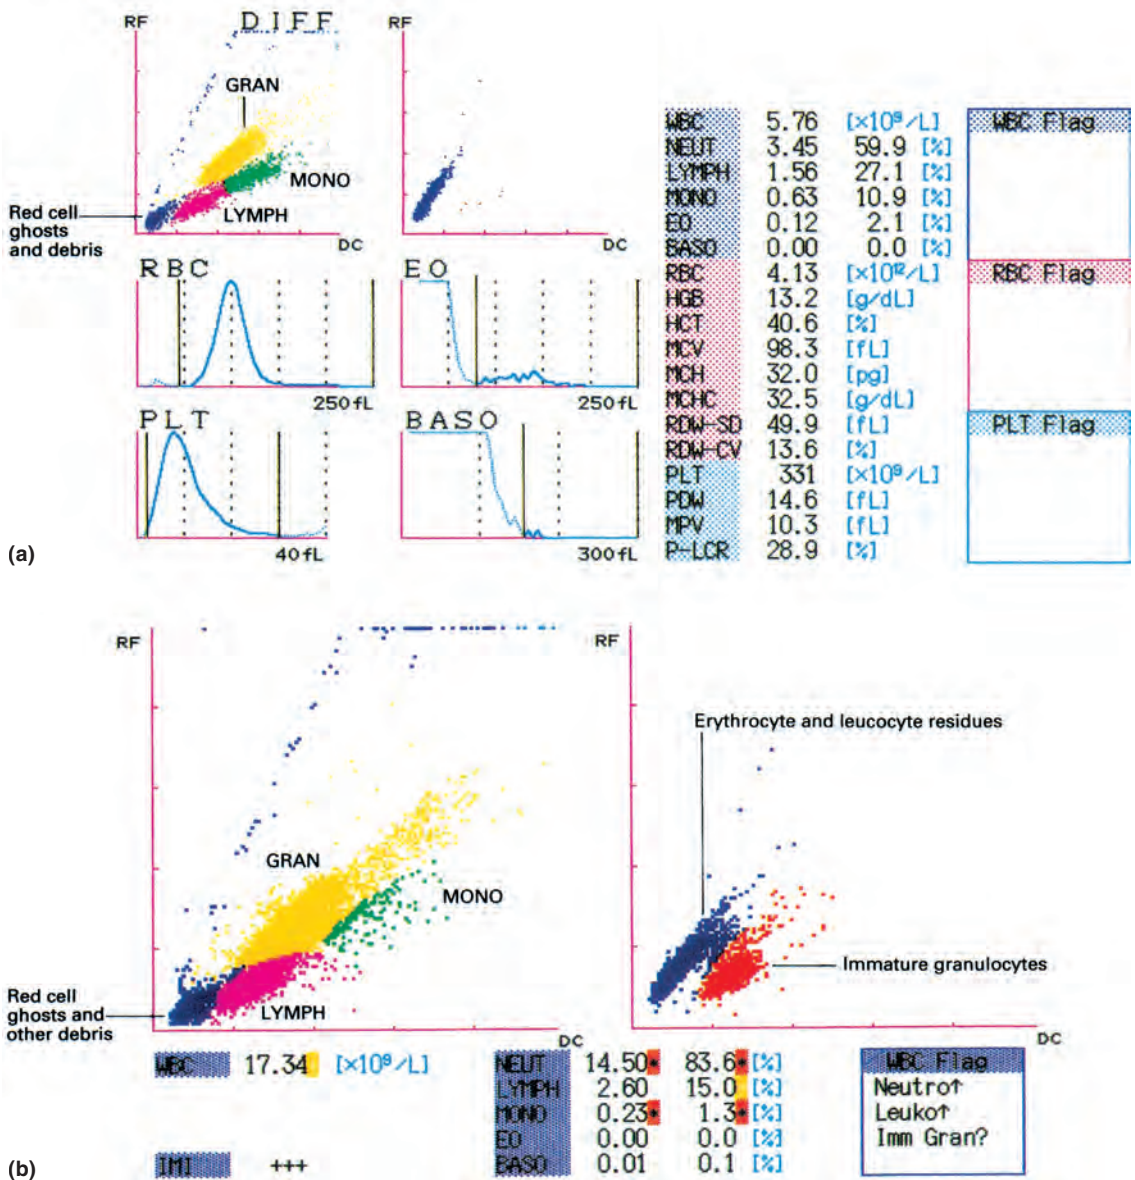 RF
DIFF
GRAN
MONO
LYMPH
Red cell
ghosts
and debris
DC
RF
DC
RBC
250 fL
EO
250 fL
PLT
40 fL
BASO
300 fL
WBC 5.76 [×10⁹/L]
NEUT 3.45 59.9 [%]
LYMPH 1.56 27.1 [%]
MONO 0.63 10.9 [%]
EO 0.12 2.1 [%]
BASO 0.00 0.0 [%]
RBC 4.13 [×10¹²/L]
HGB 13.2 [g/dL]
HCT 40.6 [%]
MCV 98.3 [fL]
MCH 32.0 [pg]
MCHC 32.5 [g/dL]
RDW-SD 49.9 [fL]
RDW-CV 13.6 [%]
PLT 331 [×10⁹/L]
PDW 14.6 [fL]
MPV 10.3 [fL]
P-LCR 28.9 [%]
WBC Flag
RBC Flag
PLT Flag
(a)
RF
GRAN
MONO
LYMPH
Red cell
ghosts and
other debris
DC
RF
Erythrocyte and leucocyte residues
Immature granulocytes
DC
WBC 17.34 [×10⁹/L]
IMI +++
NEUT 14.50* 83.6* [%]
LYMPH 2.60 15.0 [%]
MONO 0.23* 1.3* [%]
EO 0.00 0.0 [%]
BASO 0.01 0.1 [%]
WBC Flag
Neutro↑
Leuko↑
Imm Gran?
(b)